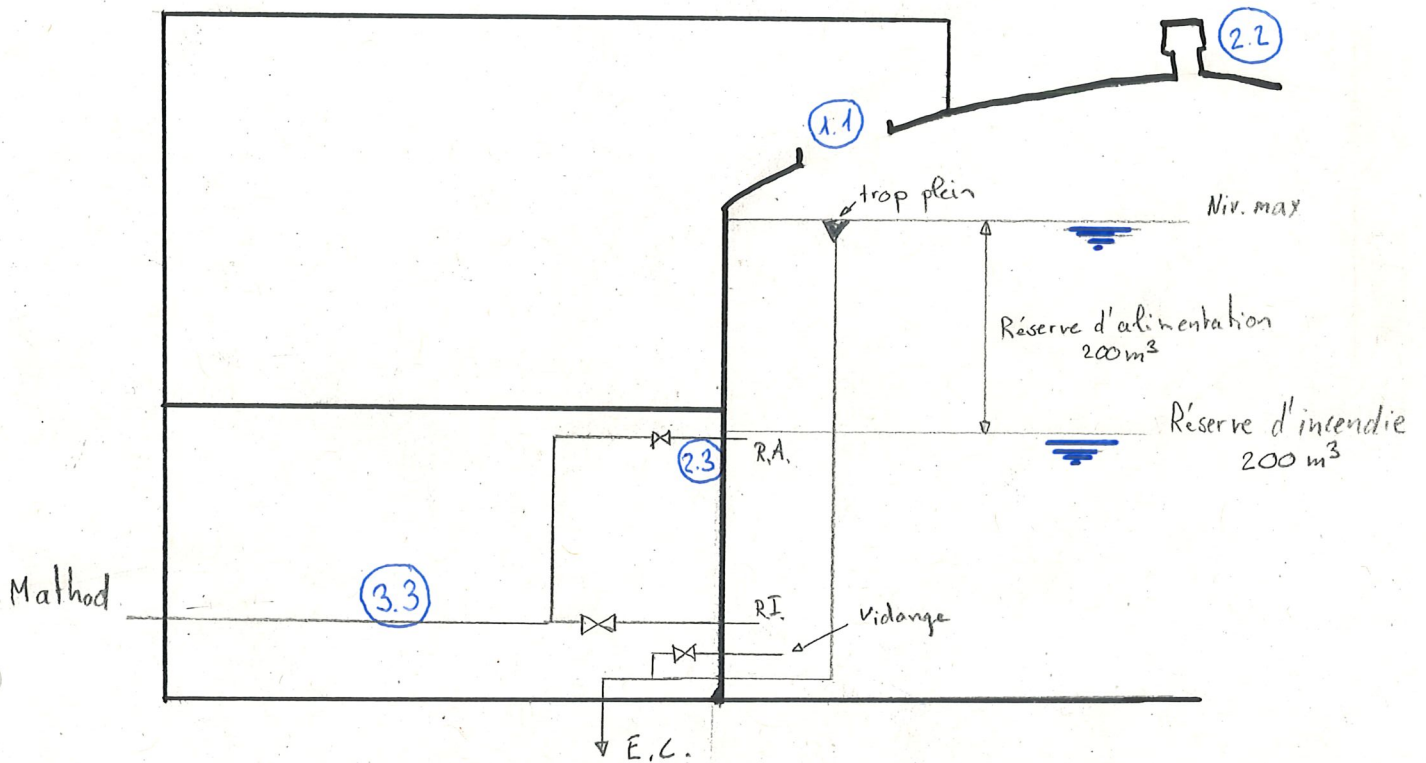 2.2
1.1
trop plein
Niv. max
Réserve d'alimentation
200 m³
Réserve d'incendie
200 m³
2.3
R.A.
Mathod
3.3
R.I.
Vidange
E.C.